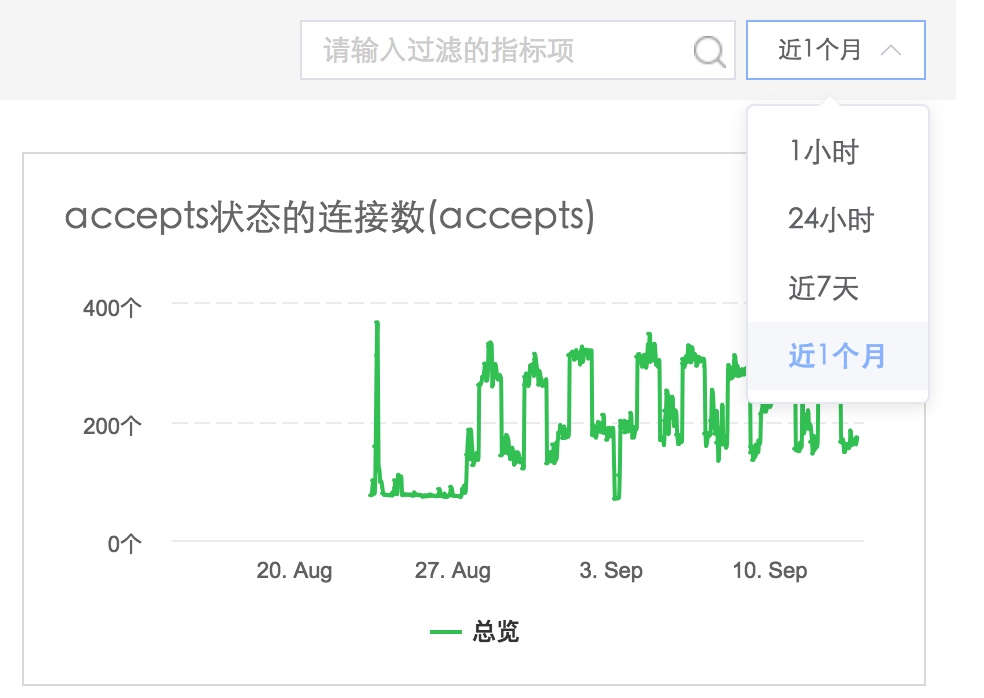 请输入过滤的指标项
近1个月
1小时
24小时
近7天
近1个月
accepts状态的连接数(accepts)
400个
200个
0个
20. Aug 27. Aug 3. Sep 10. Sep
总览